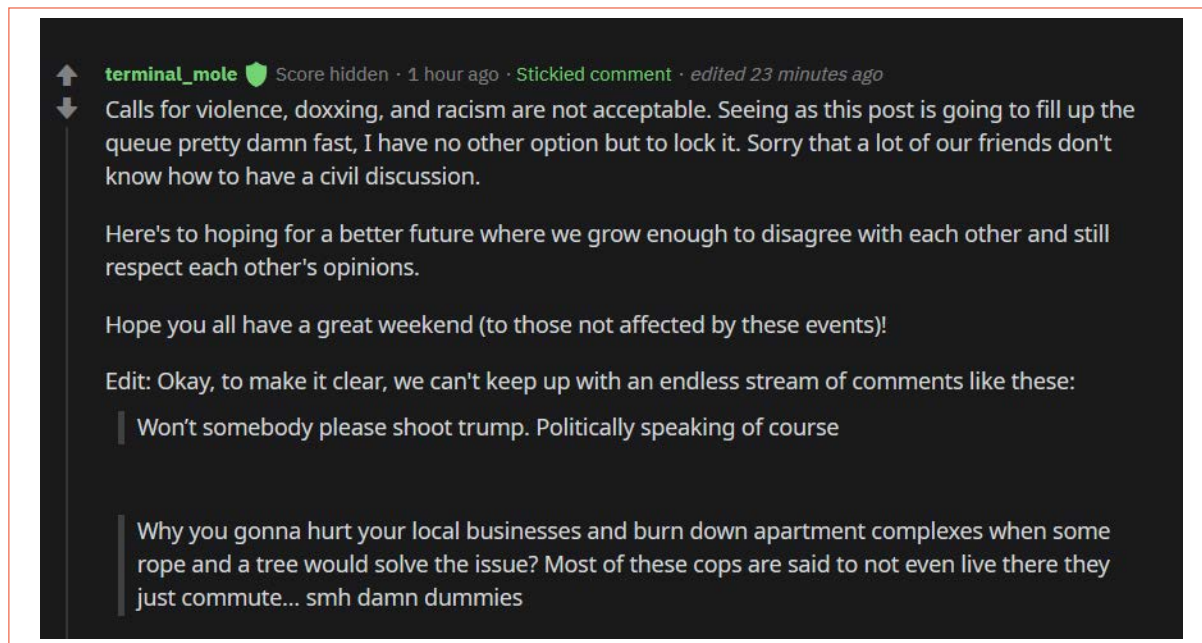 terminal_mole Score hidden · 1 hour ago · Stickied comment · edited 23 minutes ago
Calls for violence, doxxing, and racism are not acceptable. Seeing as this post is going to fill up the
queue pretty damn fast, I have no other option but to lock it. Sorry that a lot of our friends don't
know how to have a civil discussion.
Here's to hoping for a better future where we grow enough to disagree with each other and still
respect each other's opinions.
Hope you all have a great weekend (to those not affected by these events)!
Edit: Okay, to make it clear, we can't keep up with an endless stream of comments like these:
Won’t somebody please shoot trump. Politically speaking of course
Why you gonna hurt your local businesses and burn down apartment complexes when some
rope and a tree would solve the issue? Most of these cops are said to not even live there they
just commute... smh damn dummies